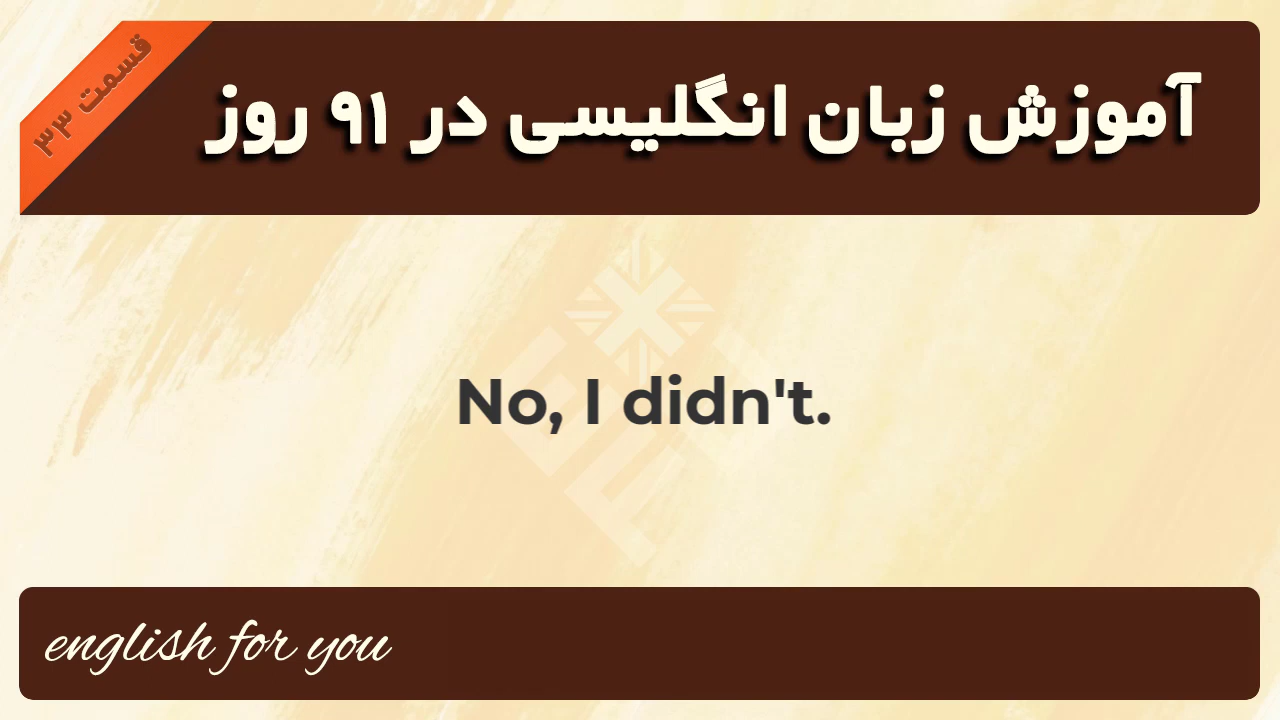 قسمت ۳۳
آموزش زبان انگلیسی در ۹۱ روز
No, I didn't.
english for you